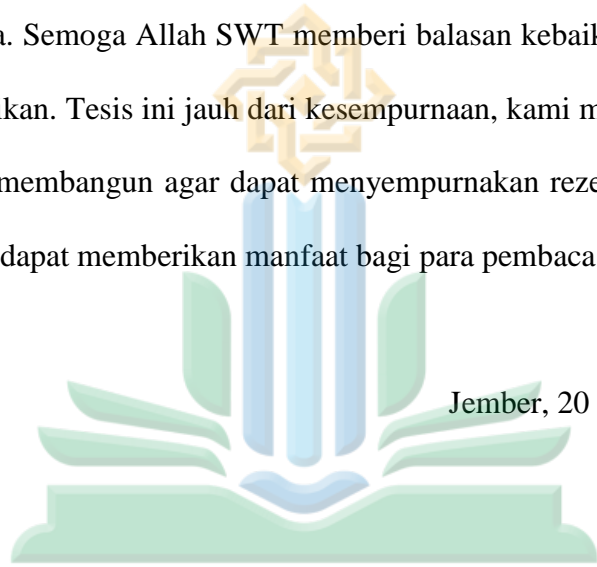 a. Semoga Allah SWT memberi balasan kebaik
ikan. Tesis ini jauh dari kesempurnaan, kami m
membangun agar dapat menyempurnakan reze
dapat memberikan manfaat bagi para pembaca
Jember, 20